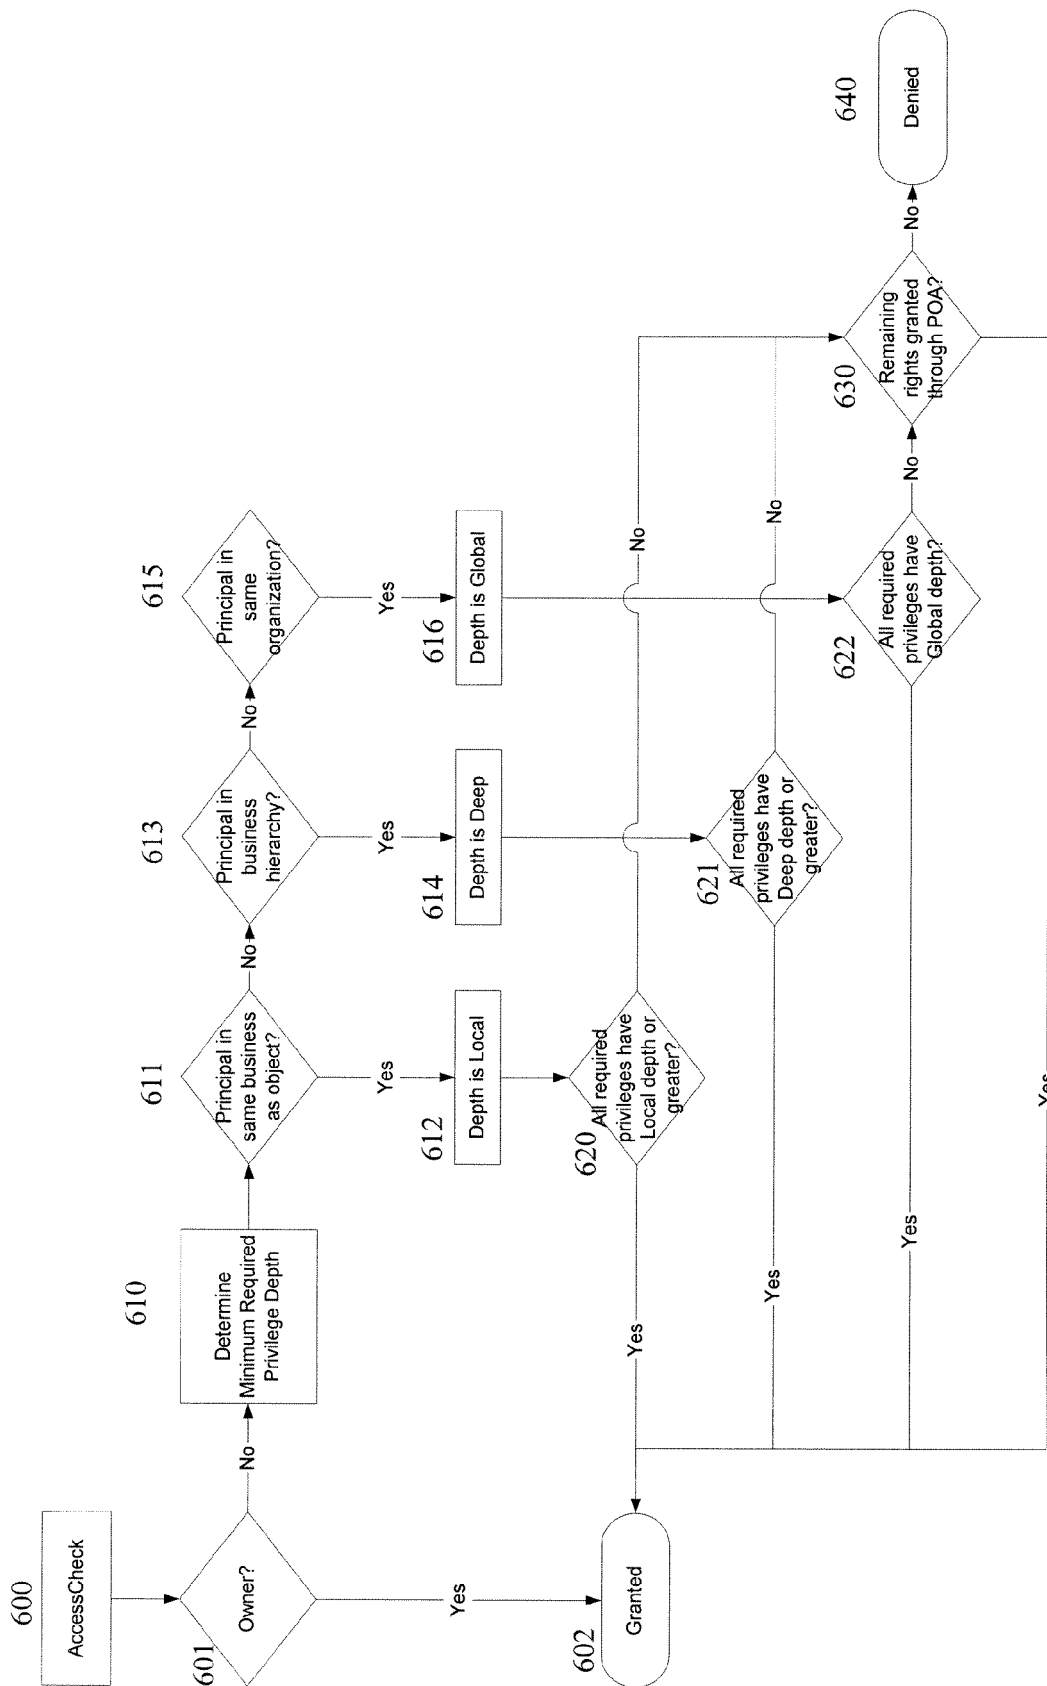 600
AccessCheck
601
Owner?
No
Yes
602
Granted
610
Determine
Minimum Required
Privilege Depth
611
Principal in
same business
as object?
No
Yes
612
Depth is Local
620
All required
privileges have
Local depth or
greater?
No
Yes
613
Principal in
business
hierarchy?
No
Yes
614
Depth is Deep
621
All required
privileges have
Deep depth or
greater?
No
Yes
615
Principal in
same
organization?
Yes
616
Depth is Global
622
All required
privileges have
Global depth?
No
Yes
630
Remaining
rights granted
through POA?
No
Yes
640
Denied